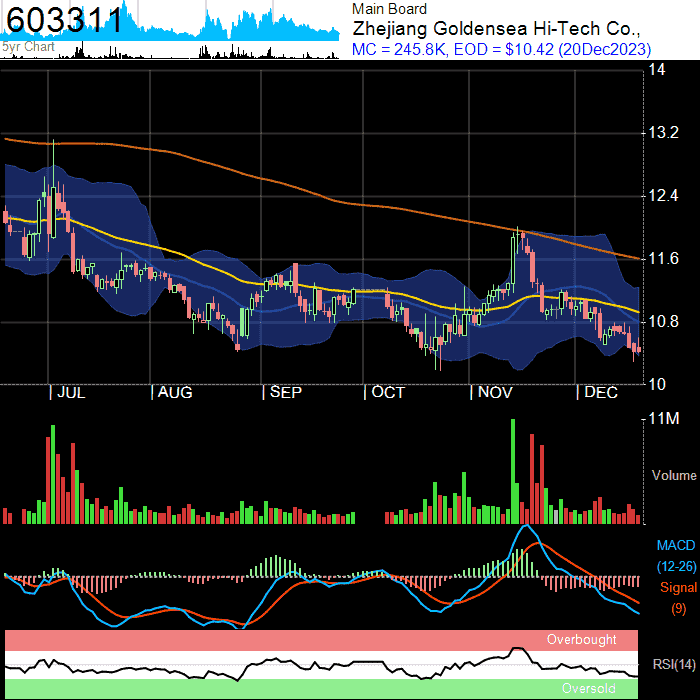 603311
5yr Chart
Main Board
Zhejiang Goldensea Hi-Tech Co.,
MC = 245.8K, EOD = $10.42 (20Dec2023)
14
13.2
12.4
11.6
10.8
10
JUL
AUG
SEP
OCT
NOV
DEC
11M
Volume
MACD
(12-26)
Signal
(9)
Overbought
RSI(14)
Oversold